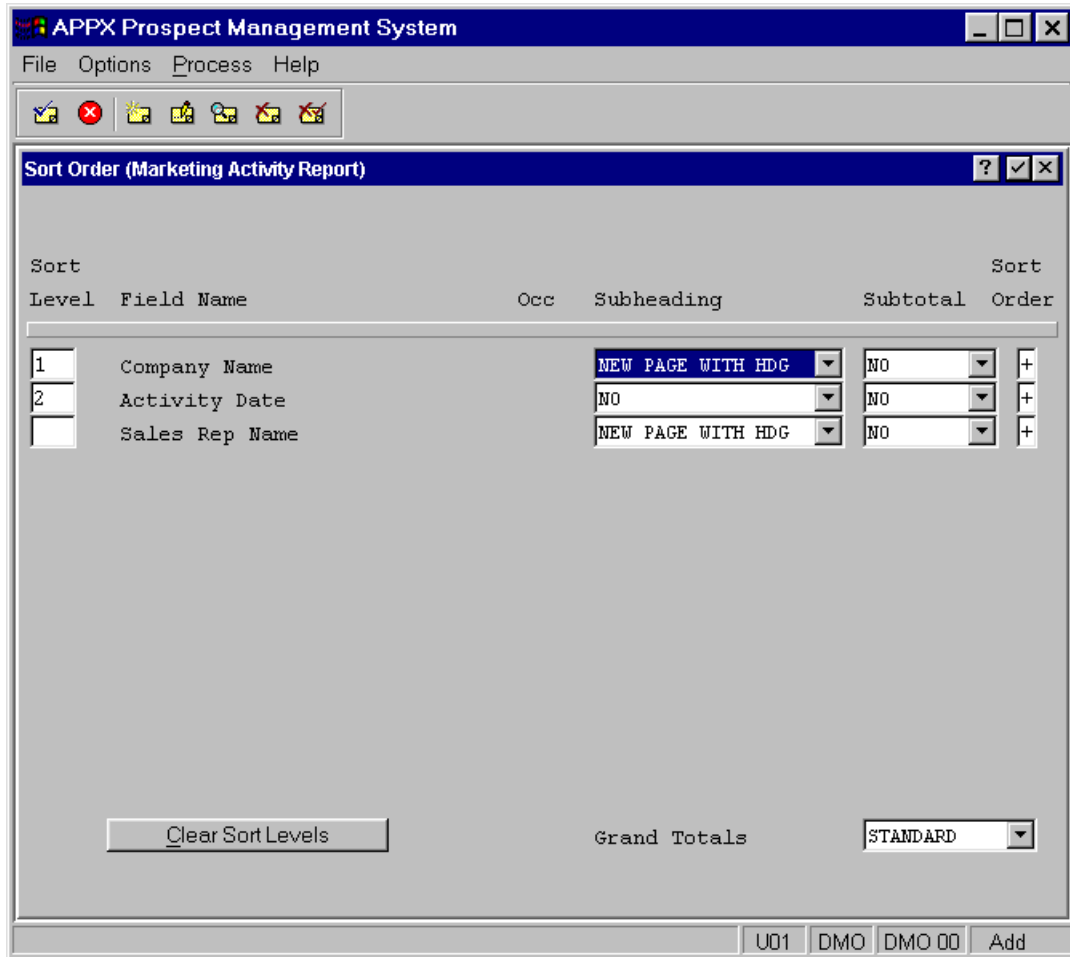 APPX Prospect Management System
File Options Process Help
Sort Order (Marketing Activity Report) ?
Sort Sort
Level Field Name Occ Subheading Subtotal Order
1 Company Name NEW PAGE WITH HDG NO +
2 Activity Date NO NO +
Sales Rep Name NEW PAGE WITH HDG NO +
Clear Sort Levels Grand Totals STANDARD
U01 DMO DMO 00 Add